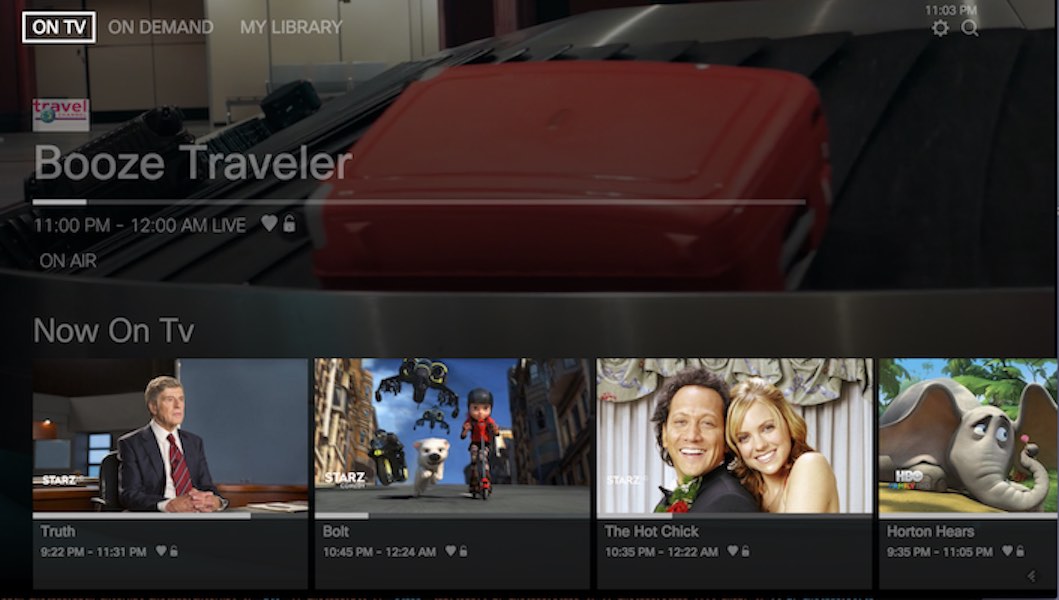 ON TV ON DEMAND MY LIBRARY
11:03 PM
travel
CHANNEL
Booze Traveler
11:00 PM - 12:00 AM LIVE
ON AIR
Now On Tv
STARZ
STARZ
COMEDY
STARZ
HBO
FAMILY
Truth
9:22 PM - 11:31 PM
Bolt
10:45 PM - 12:24 AM
The Hot Chick
10:35 PM - 12:22 AM
Horton Hears
9:35 PM - 11:05 PM